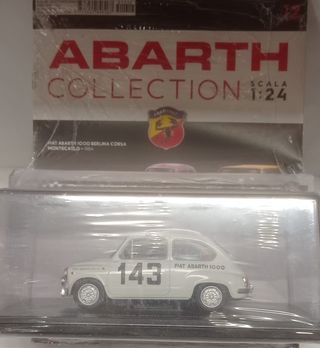 ABARTH
COLLECTION
SCALA
1:24
FIAT ABARTH 1000 BERLINA CORSA
MONTECARLO
143
FIAT ABARTH 1000